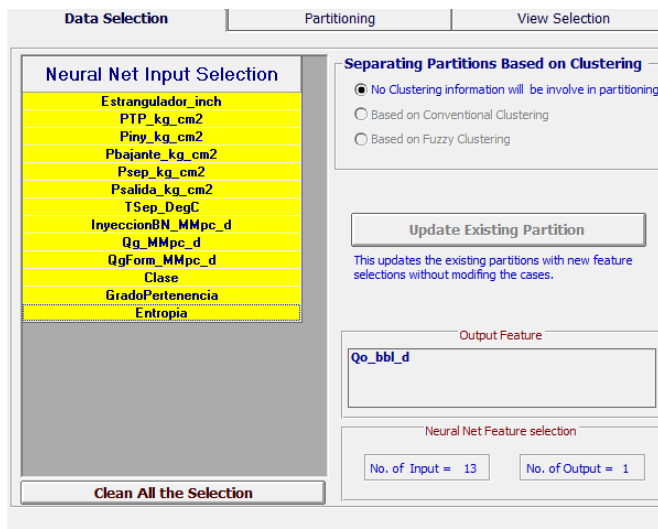 Data Selection
Partitioning
View Selection
Neural Net Input Selection
Estrangulador_inch
PTP_kg_cm2
Piny_kg_cm2
Pbajante_kg_cm2
Psep_kg_cm2
Psalida_kg_cm2
TSep_DegC
InyeccionBN_MMpc_d
Qg_MMpc_d
QgForm_MMpc_d
Clase
GradoPertenencia
Entropia
Clean All the Selection
Separating Partitions Based on Clustering
No Clustering information will be involve in partitioning
Based on Conventional Clustering
Based on Fuzzy Clustering
Update Existing Partition
This updates the existing partitions with new feature
selections without modifing the cases.
Output Feature
Qo_bbl_d
Neural Net Feature selection
No. of Input = 13
No. of Output = 1